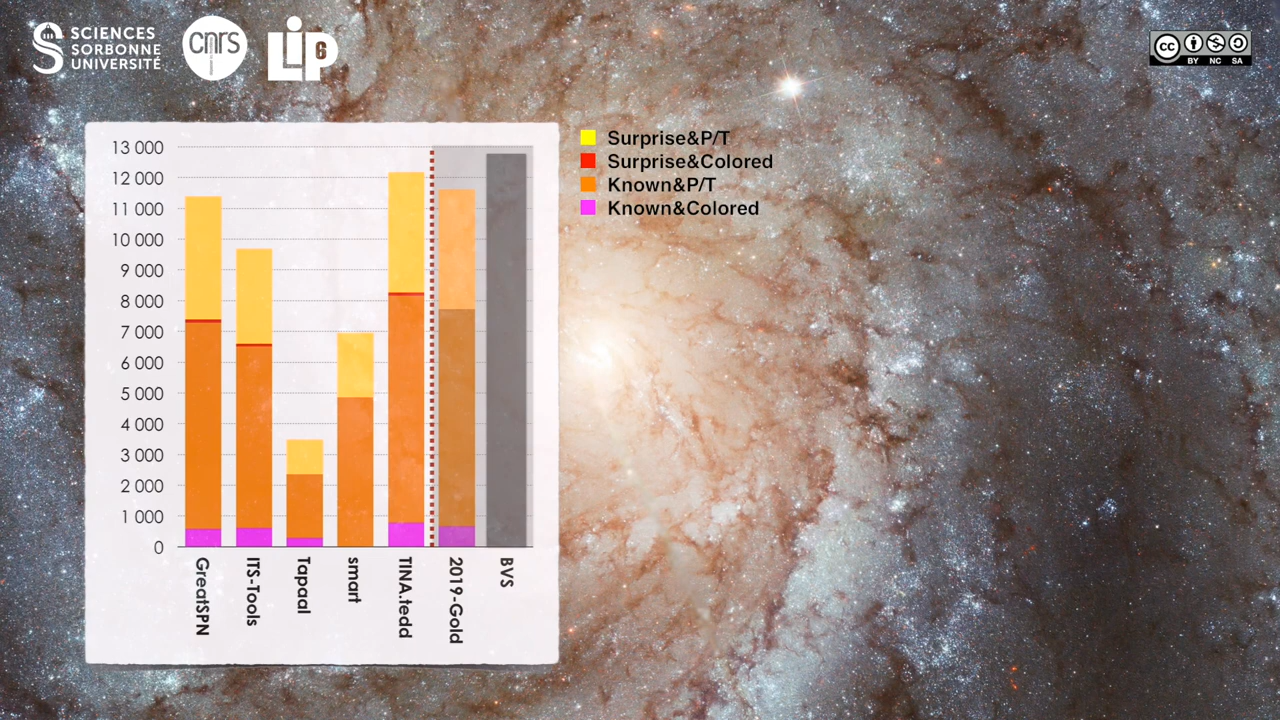 SCIENCES
SORBONNE
UNIVERSITÉ
cnrs
LIP6
cc
BY NC SA
Surprise&P/T
Surprise&Colored
Known&P/T
Known&Colored
13 000
12 000
11 000
10 000
9 000
8 000
7 000
6 000
5 000
4 000
3 000
2 000
1 000
0
GreatSPN
ITS-Tools
Tapaal
smart
TINA.tedd
2019-Gold
BVS